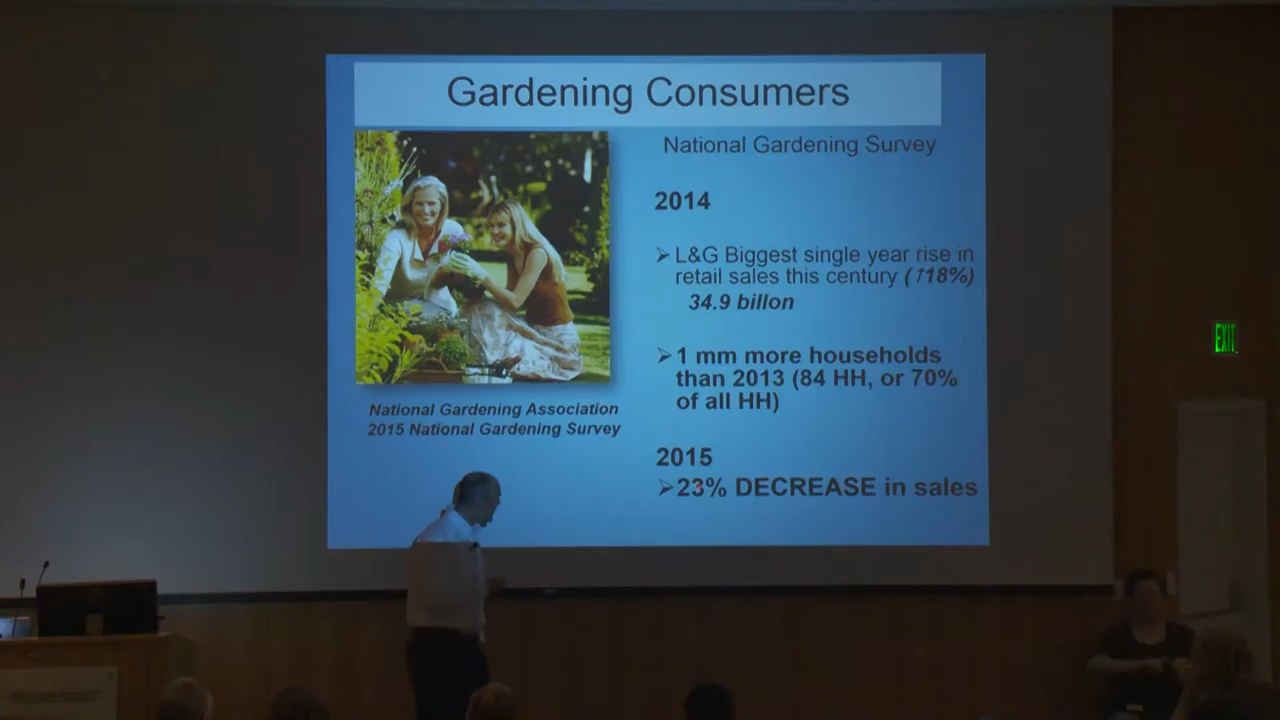 Gardening Consumers
National Gardening Survey
2014
➢ L&G Biggest single year rise in
retail sales this century (↑18%)
34.9 billon
➢ 1 mm more households
than 2013 (84 HH, or 70%
of all HH)
National Gardening Association
2015 National Gardening Survey
2015
➢ 23% DECREASE in sales
EXIT